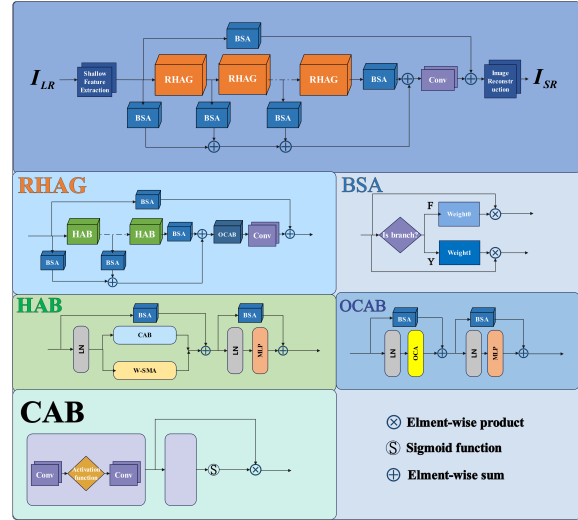 BSA
I_LR
Shallow
Feature
Extraction
RHAG
RHAG
RHAG
BSA
Conv
Image
Reconstr
uction
I_SR
BSA
BSA
BSA
RHAG
BSA
HAB
HAB
BSA
OCAB
Conv
BSA
BSA
BSA
F
Weight0
Is branch?
Y
Weight1
HAB
BSA
BSA
LN
CAB
W-SMA
LN
MLP
OCAB
BSA
BSA
LN
OCA
LN
MLP
CAB
Conv
Activation
function
Conv
S
Elment-wise product
S Sigmoid function
Elment-wise sum